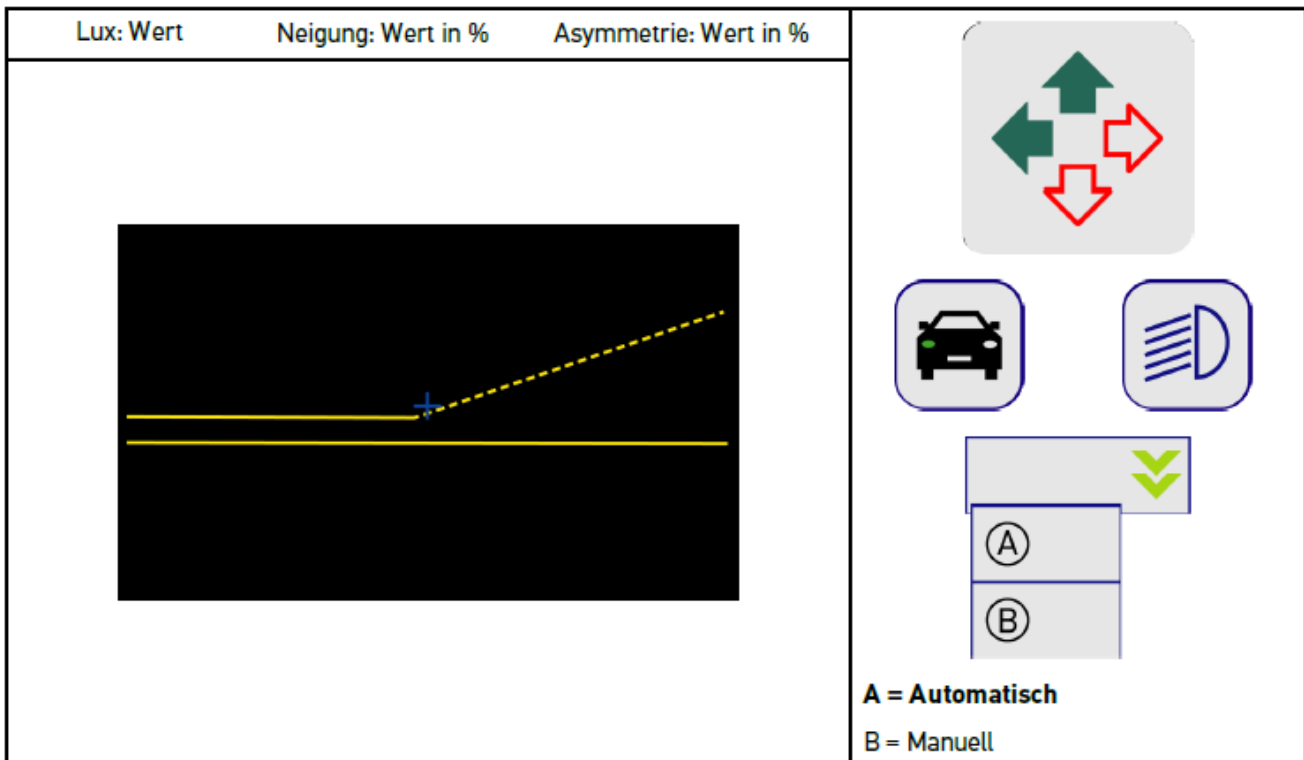 Lux: Wert Neigung: Wert in % Asymmetrie: Wert in %
A
B
A = Automatisch
B = Manuell